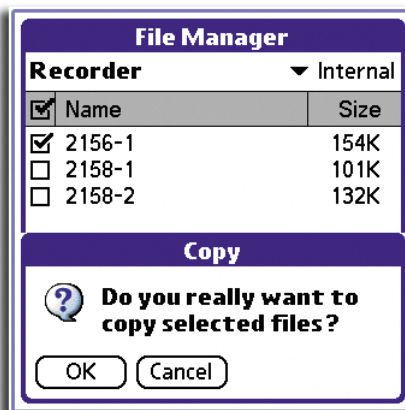 File Manager
Recorder Internal
Name Size
2156-1 154K
2158-1 101K
2158-2 132K
Copy
Do you really want to
copy selected files?
OK Cancel